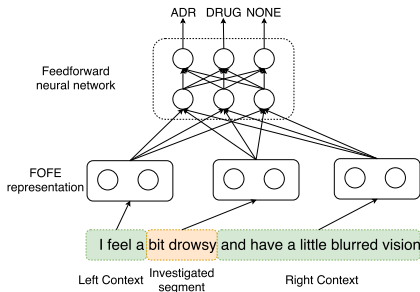 ADR DRUG NONE
Feedforward
neural network
FOFE
representation
I feel a bit drowsy and have a little blurred vision
Left Context Investigated segment Right Context